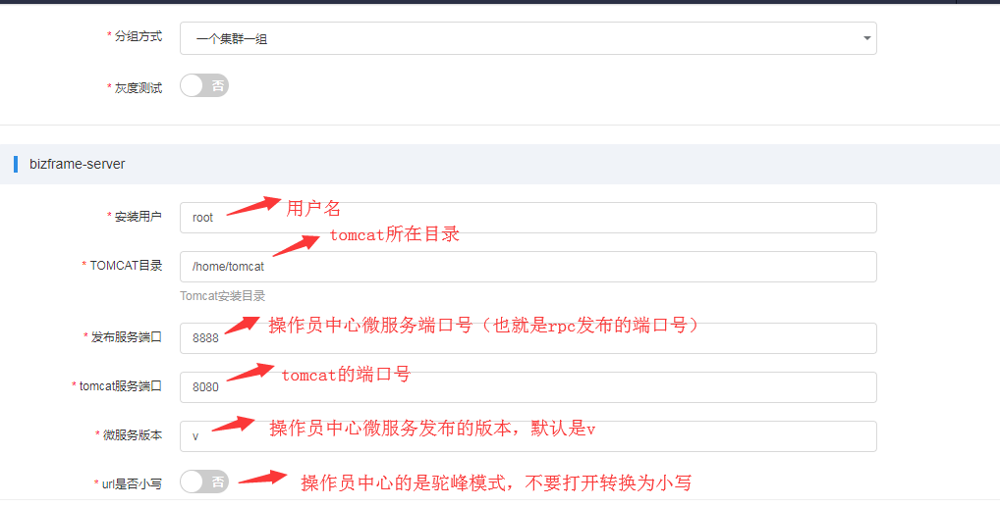 * 分组方式 一个集群一组
* 灰度测试 否
bizframe-server
* 安装用户 root 用户名
tomcat所在目录
* TOMCAT目录 /home/tomcat
Tomcat安装目录
* 发布服务端口 8888 操作员中心微服务端口号（也就是rpc发布的端口号）
* tomcat服务端口 8080 tomcat的端口号
* 微服务版本 v 操作员中心微服务发布的版本，默认是v
* url是否小写 否 操作员中心的是驼峰模式，不要打开转换为小写